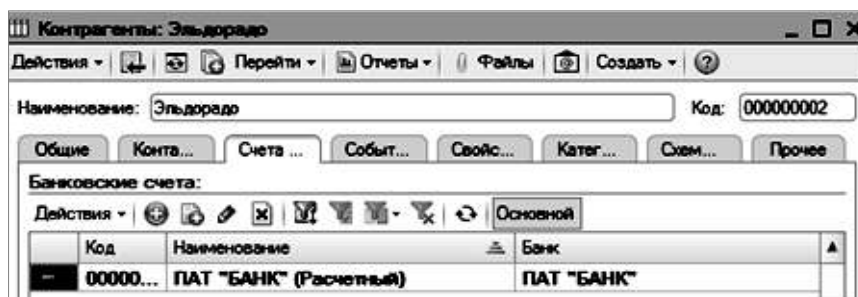 Контрагенты: Эльдорадо
Действия Перейти Отчеты Файлы Создать
Наименование: Эльдорадо Код: 000000002
Общие Конта... Счета ... Событ... Свойс... Катег... Схем... Прочее
Банковские счета:
Действия Основной
Код Наименование Банк
00000... ПАТ "БАНК" (Расчетный) ПАТ "БАНК"